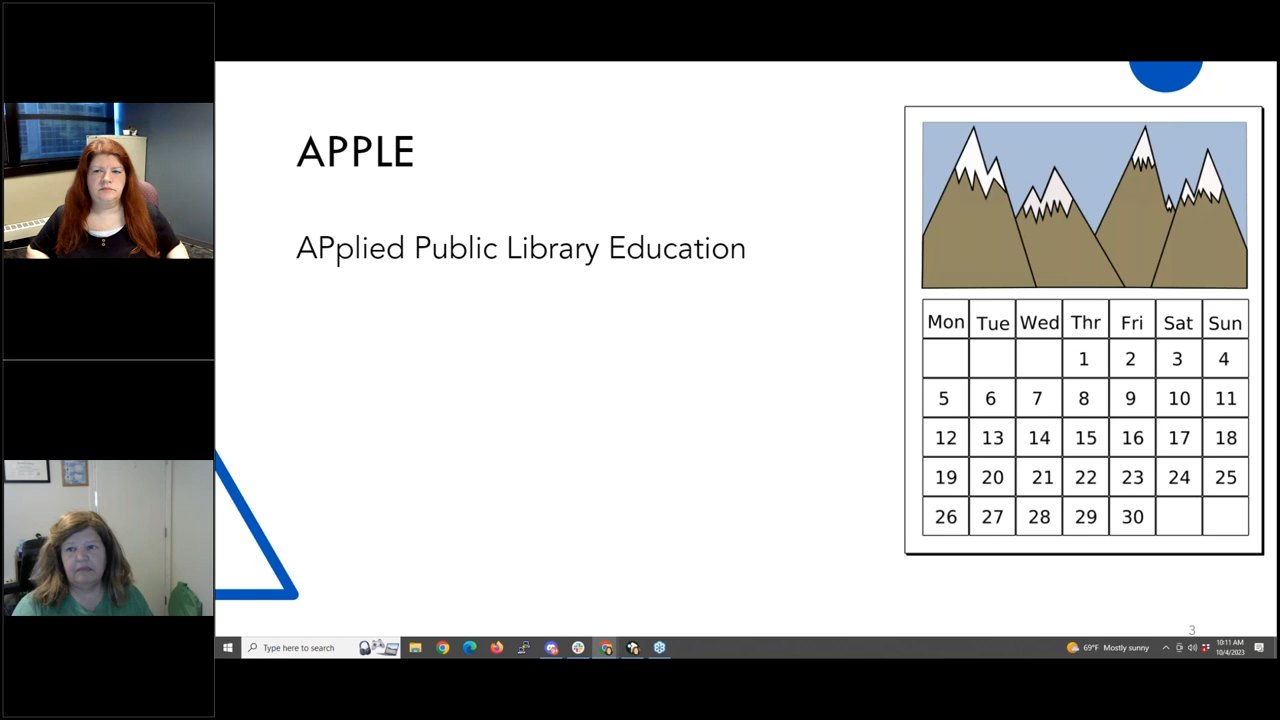 APPLE
APplied Public Library Education
Mon Tue Wed Thr Fri Sat Sun
1 2 3 4
5 6 7 8 9 10 11
12 13 14 15 16 17 18
19 20 21 22 23 24 25
26 27 28 29 30
3
Type here to search
69°F Mostly sunny
10:11 AM
10/4/2023